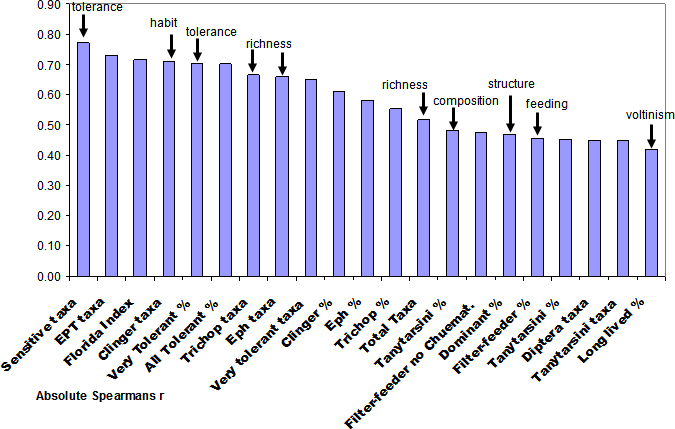 0.90
0.80
0.70
0.60
0.50
0.40
0.30
0.20
0.10
0.00
tolerance
habit
tolerance
richness
richness
composition
structure
feeding
voltinism
Sensitive taxa
EPT taxa
Florida Index
Clinger taxa
Very Tolerant %
All Tolerant %
Trichop taxa
Eph taxa
Very tolerant taxa
Clinger %
Eph %
Trichop %
Total Taxa
Tanytarsini %
Filter-feeder no Chuemat.
Dominant %
Filter-feeder %
Tanytarsini %
Diptera taxa
Tanytarsini taxa
Long lived %
Absolute Spearmans r